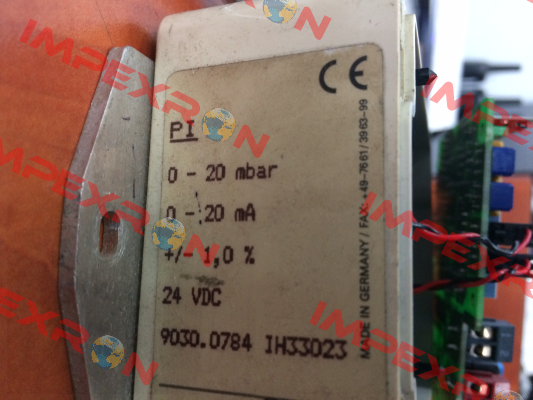 CE
PI
0 - 20 mbar
0 - 20 mA
+/- 1,0 %
24 VDC
9030.0784 IH33023
MADE IN GERMANY / FAX: +49-7661/3963-99
IMPEXRON
IMPEXRON
IMPEXRON
IMPEXRON
IMPEXRON